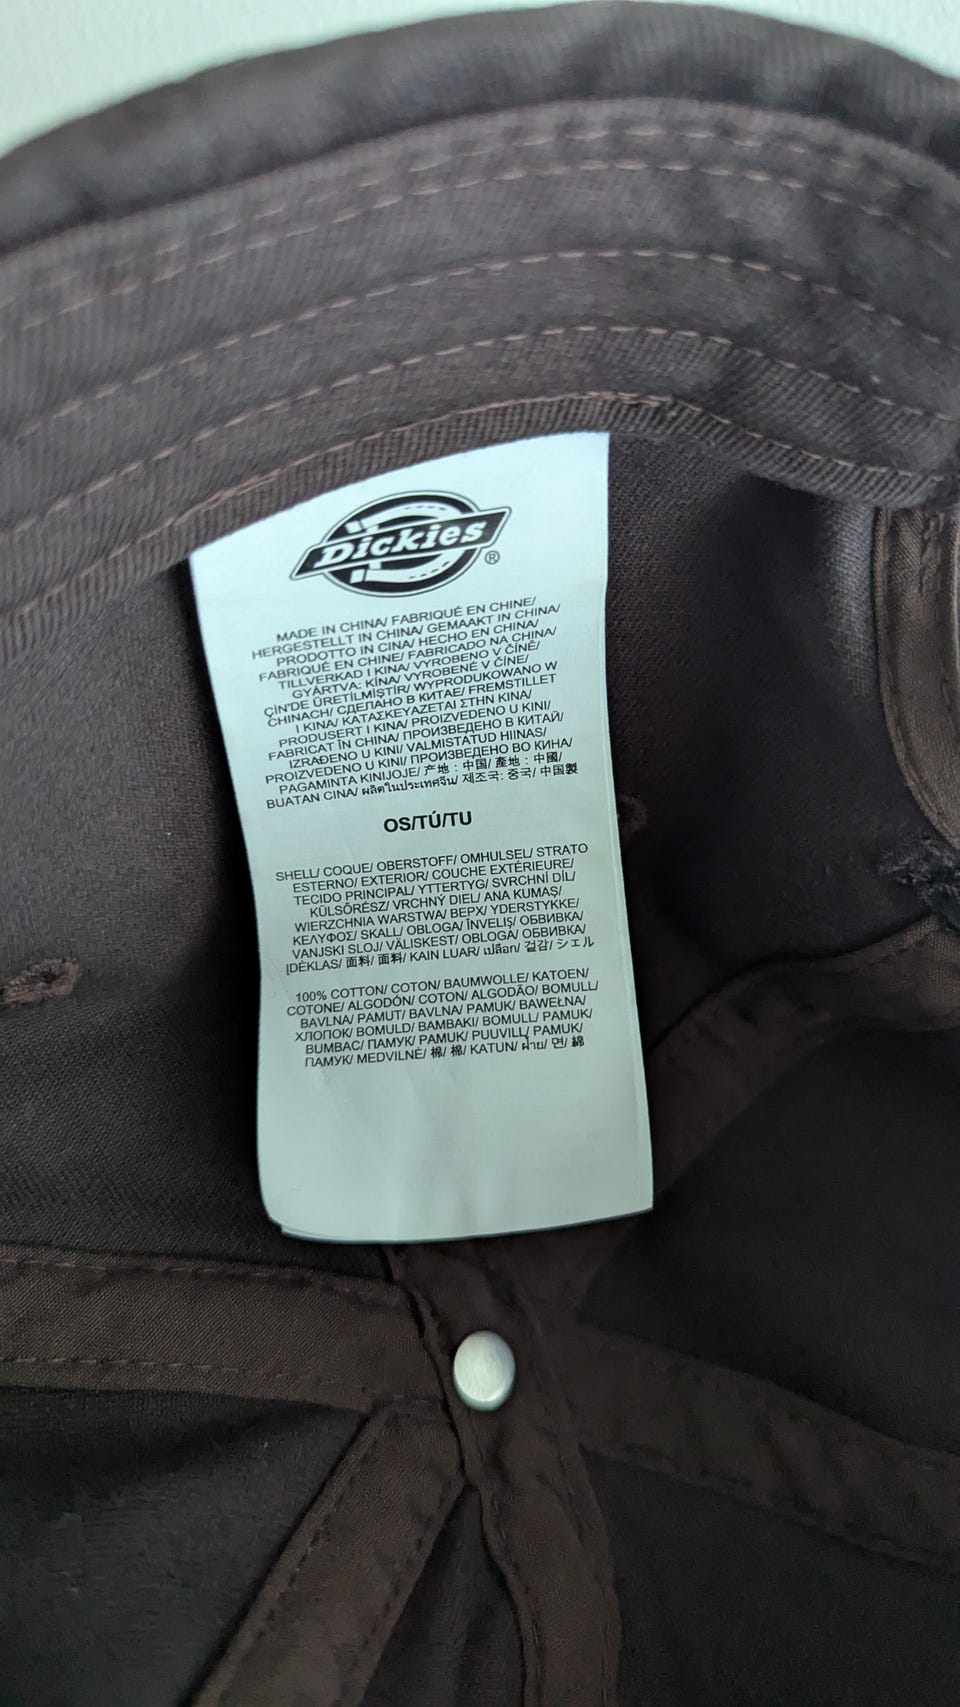 Dickies®
MADE IN CHINA/ FABRIQUÉ EN CHINE/
HERGESTELLT IN CHINA/ GEMAAKT IN CHINA/
PRODOTTO IN CINA/ HECHO EN CHINA/
FABRIQUÉ EN CHINE/ FABRICADO NA CHINA/
TILLVERKAD I KINA/ VYROBENO V ČÍNĚ/
GYÁRTVA: KÍNA/ VYROBENÉ V ČÍNE/
ÇİN'DE ÜRETİLMİŞTİR/ WYPRODUKOWANO W
CHINACH/ СДЕЛАНО В КИТАЕ/ FREMSTILLET
I KINA/ ΚΑΤΑΣΚΕΥΑΖΕΤΑΙ ΣΤΗΝ ΚΙΝΑ/
PRODUSERT I KINA/ PROIZVEDENO U KINI/
FABRICAT ÎN CHINA/ ПРОИЗВЕДЕНО В КИТАЙ/
IZRAĐENO U KINI/ VALMISTATUD HIINAS/
PROIZVEDENO U KINI/ ПРОИЗВЕДЕНО ВО КИНА/
PAGAMINTA KINIJOJE/ 产地：中国/ 產地：中國/
BUATAN CINA/ ผลิตในประเทศจีน/ 제조국: 중국/ 中国製
OS/TÚ/TU
SHELL/ COQUE/ OBERSTOFF/ OMHULSEL/ STRATO
ESTERNO/ EXTERIOR/ COUCHE EXTÉRIEURE/
TECIDO PRINCIPAL/ YTTERTYG/ SVRCHNÍ DÍL/
KÜLSŐRÉSZ/ VRCHNÝ DIEL/ ANA KUMAŞ/
WIERZCHNIA WARSTWA/ ВЕРХ/ YDERSTYKKE/
ΚΕΛΥΦΟΣ/ SKALL/ OBLOGA/ ÎNVELIŞ/ ОБВИВКА/
VANJSKI SLOJ/ VÄLISKEST/ OBLOGA/ ОБВИВКА/
ĮDĖKLAS/ 面料/ 面料/ KAIN LUAR/ เปลือก/ 겉감/ シェル
100% COTTON/ COTON/ BAUMWOLLE/ KATOEN/
COTONE/ ALGODÓN/ COTON/ ALGODÃO/ BOMULL/
BAVLNA/ PAMUT/ BAVLNA/ PAMUK/ BAWEŁNA/
ХЛОПОК/ BOMULD/ ΒΑΜΒΑΚΙ/ BOMULL/ PAMUK/
BUMBAC/ ПАМУК/ PAMUK/ PUUVILL/ PAMUK/
ПАМУК/ MEDVILNĖ/ 棉/ 棉/ KATUN/ ฝ้าย/ 면/ 綿